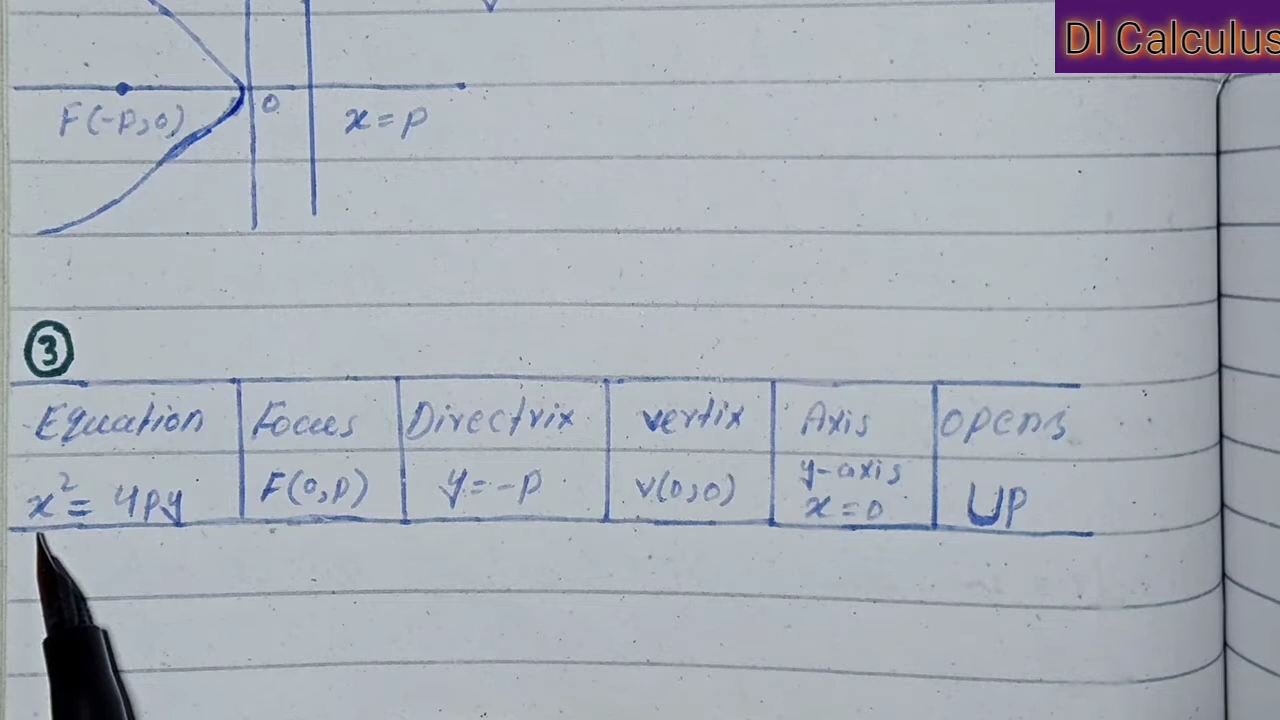 DI Calculus
F(-P,0)
0
x = P
3
Equation Focus Directrix vertix Axis opens
x² = 4py F(0,P) y = -P v(0,0) y-axis x = 0 UP